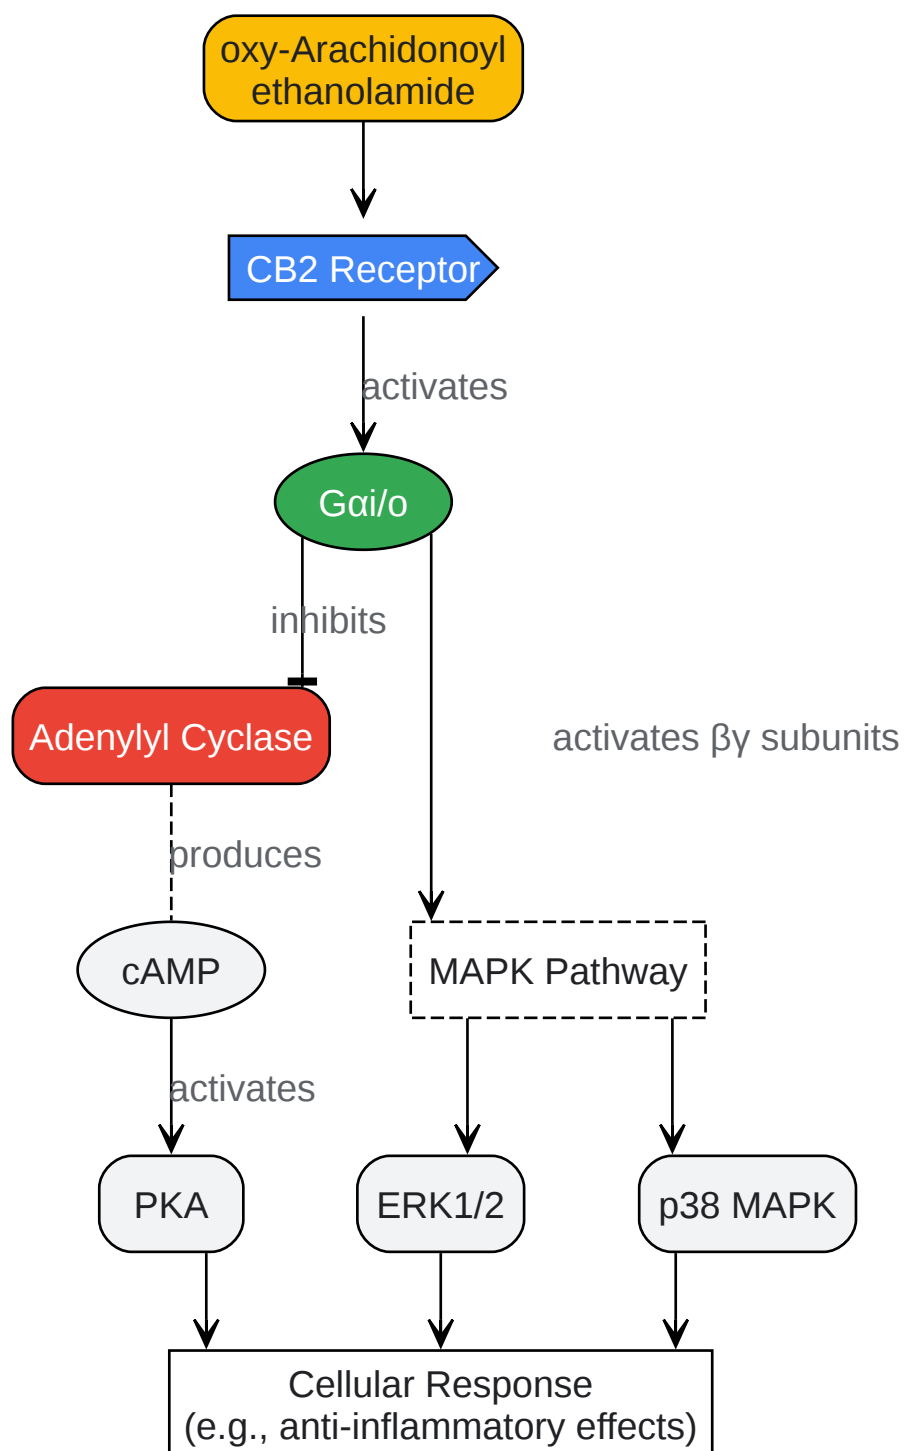 oxy-Arachidonoyl
ethanolamide
CB2 Receptor
activates
Gαi/o
inhibits
Adenylyl Cyclase
activates βγ subunits
produces
cAMP
MAPK Pathway
activates
PKA
ERK1/2
p38 MAPK
Cellular Response
(e.g., anti-inflammatory effects)